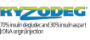 RYZODEG
70% insulin degludec and 30% insulin aspart
[rDNA origin] injection